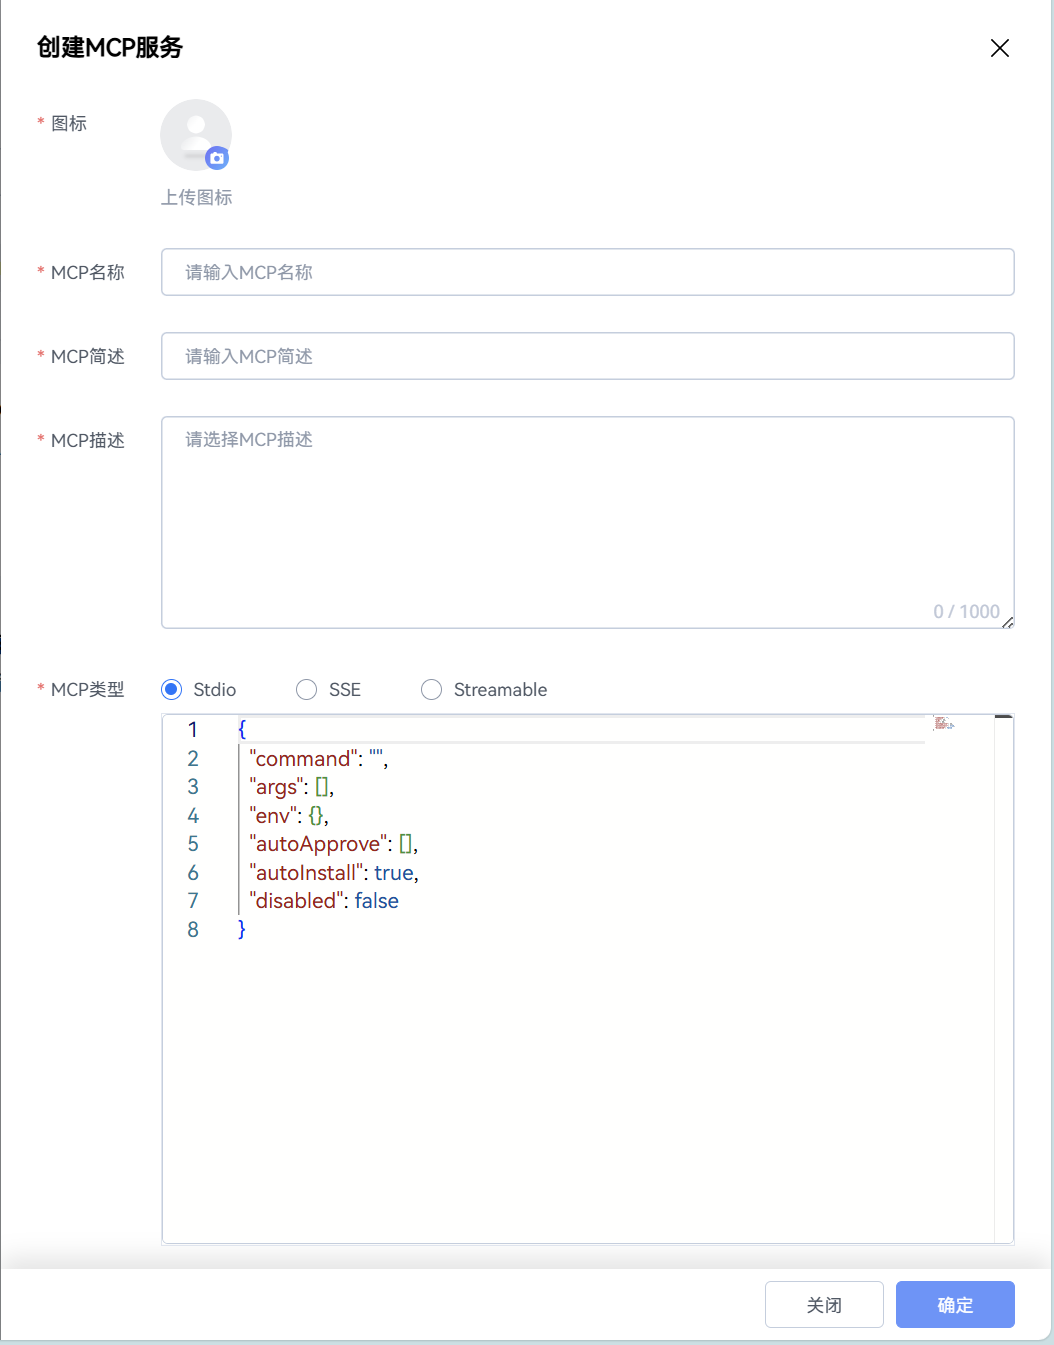 创建MCP服务
* 图标
上传图标
* MCP名称
请输入MCP名称
* MCP简述
请输入MCP简述
* MCP描述
请选择MCP描述
0 / 1000
* MCP类型
Stdio SSE Streamable
1 {
2 "command": "",
3 "args": [],
4 "env": {},
5 "autoApprove": [],
6 "autoInstall": true,
7 "disabled": false
8 }
关闭 确定